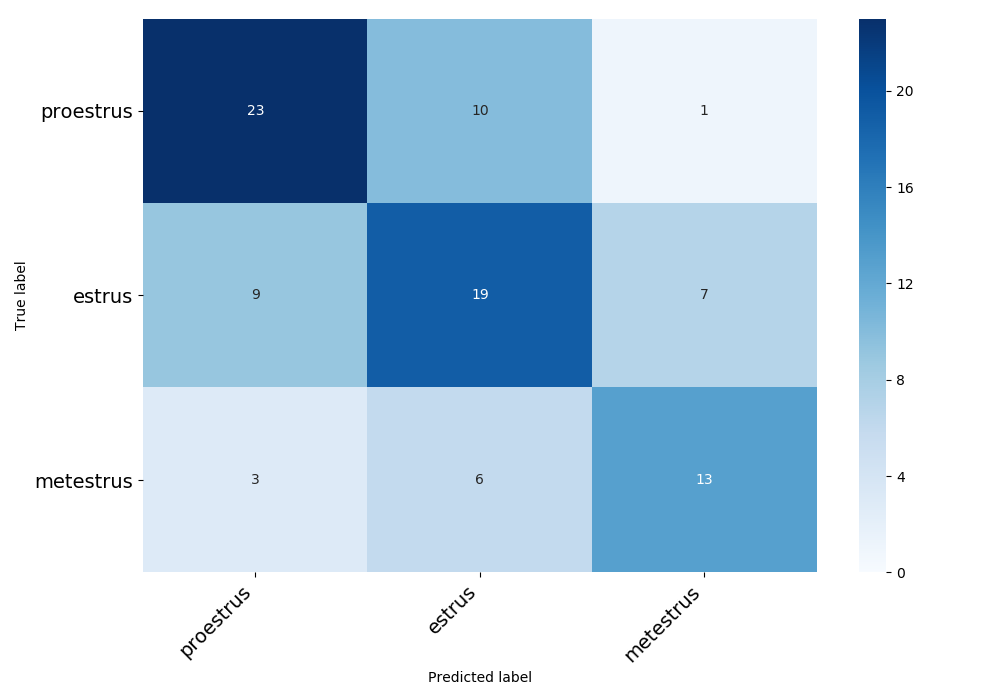 proestrus 23 10 1
estrus 9 19 7
metestrus 3 6 13
True label
proestrus estrus metestrus
Predicted label
20
16
12
8
4
0